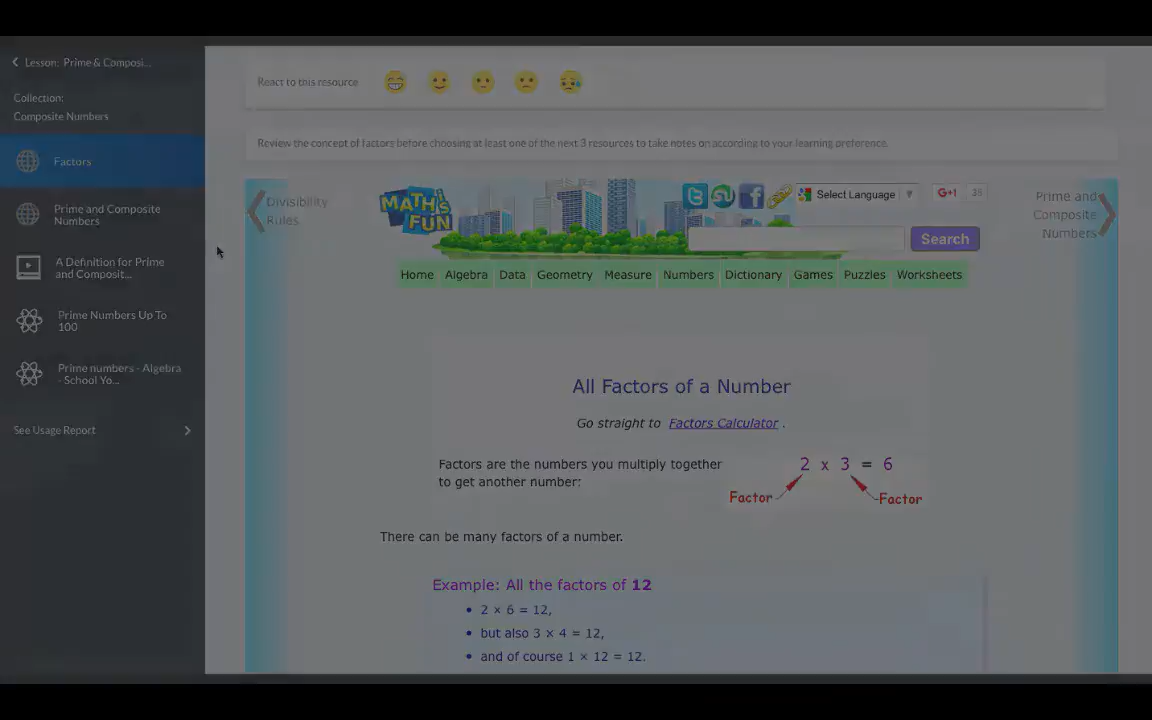 Lesson: Prime & Composi...
Collection:
Composite Numbers
Factors
Prime and Composite
Numbers
A Definition for Prime
and Composit...
Prime Numbers Up To
100
Prime numbers - Algebra
- School Yo...
See Usage Report
React to this resource
Review the concept of factors before choosing at least one of the next 3 resources to take notes on according to your learning preference.
Divisibility
Rules
MATH IS
FUN
Select Language
G+1
35
Search
Prime and
Composite
Numbers
Home Algebra Data Geometry Measure Numbers Dictionary Games Puzzles Worksheets
All Factors of a Number
Go straight to Factors Calculator .
Factors are the numbers you multiply together
to get another number:
2 x 3 = 6
Factor Factor
There can be many factors of a number.
Example: All the factors of 12
• 2 × 6 = 12,
• but also 3 × 4 = 12,
• and of course 1 × 12 = 12.